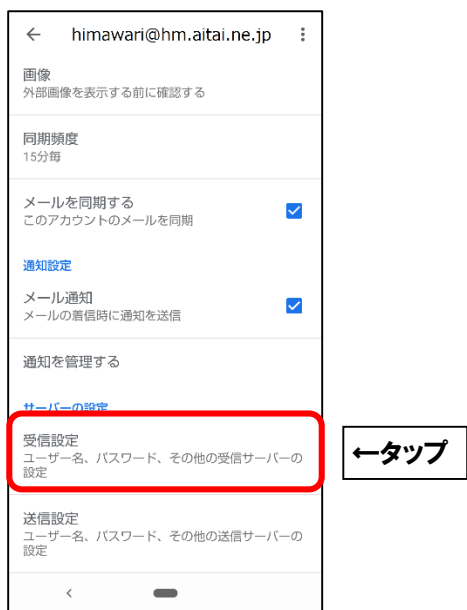 himawari@hm.aitai.ne.jp
画像
外部画像を表示する前に確認する
同期頻度
15分毎
メールを同期する
このアカウントのメールを同期
通知設定
メール通知
メールの着信時に通知を送信
通知を管理する
サーバーの設定
受信設定
ユーザー名、パスワード、その他の受信サーバーの
設定
←タップ
送信設定
ユーザー名、パスワード、その他の送信サーバーの
設定